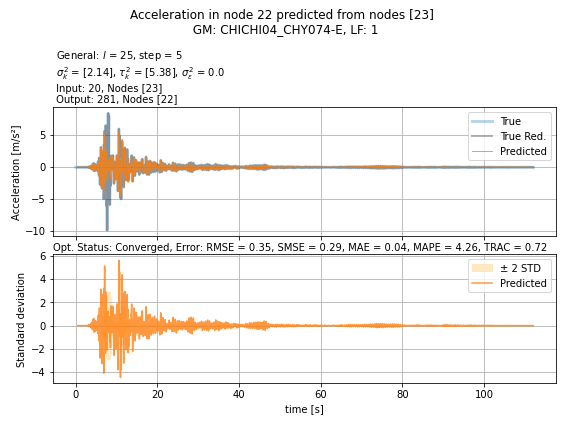 Acceleration in node 22 predicted from nodes [23]
GM: CHICHI04_CHY074-E, LF: 1
General: l = 25, step = 5
σ²ₖ = [2.14], τ²ₖ = [5.38], σ²ε = 0.0
Input: 20, Nodes [23]
Output: 281, Nodes [22]
Acceleration [m/s²]
5
0
−5
−10
True
True Red.
Predicted
Opt. Status: Converged, Error: RMSE = 0.35, SMSE = 0.29, MAE = 0.04, MAPE = 4.26, TRAC = 0.72
Standard deviation
6
4
2
0
−2
−4
± 2 STD
Predicted
0 20 40 60 80 100
time [s]